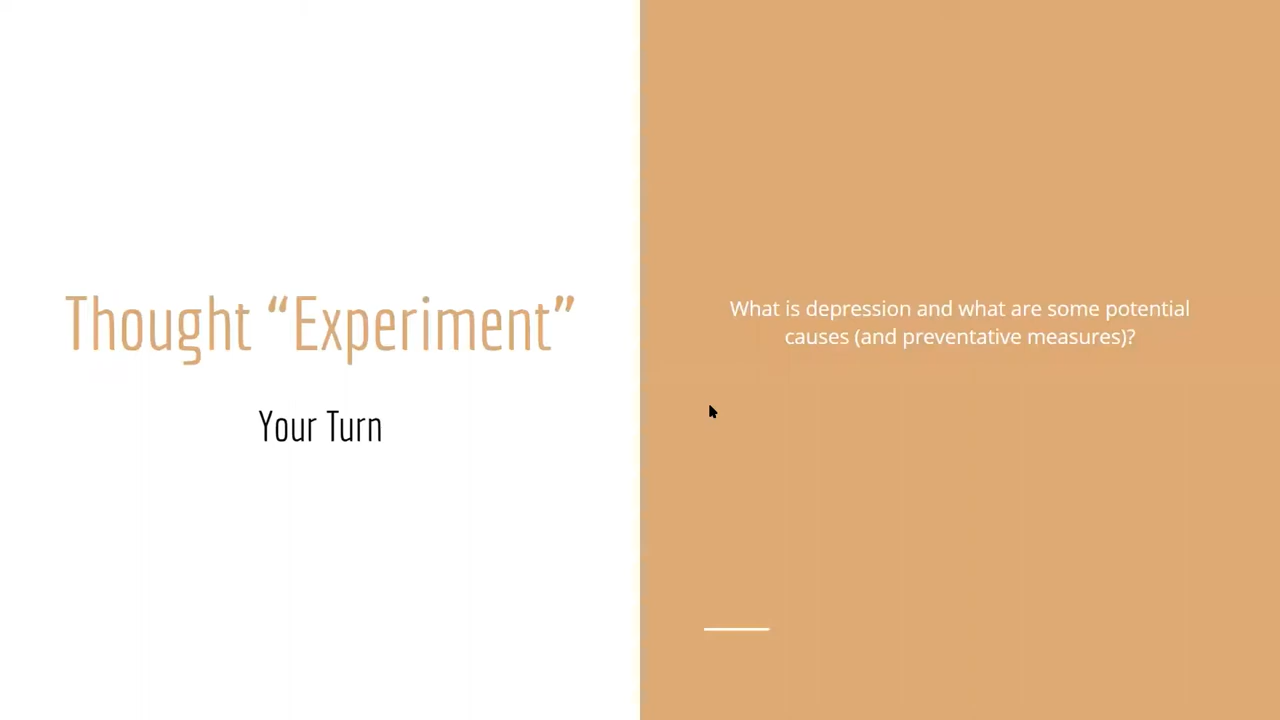 Thought “Experiment”
Your Turn
What is depression and what are some potential
causes (and preventative measures)?